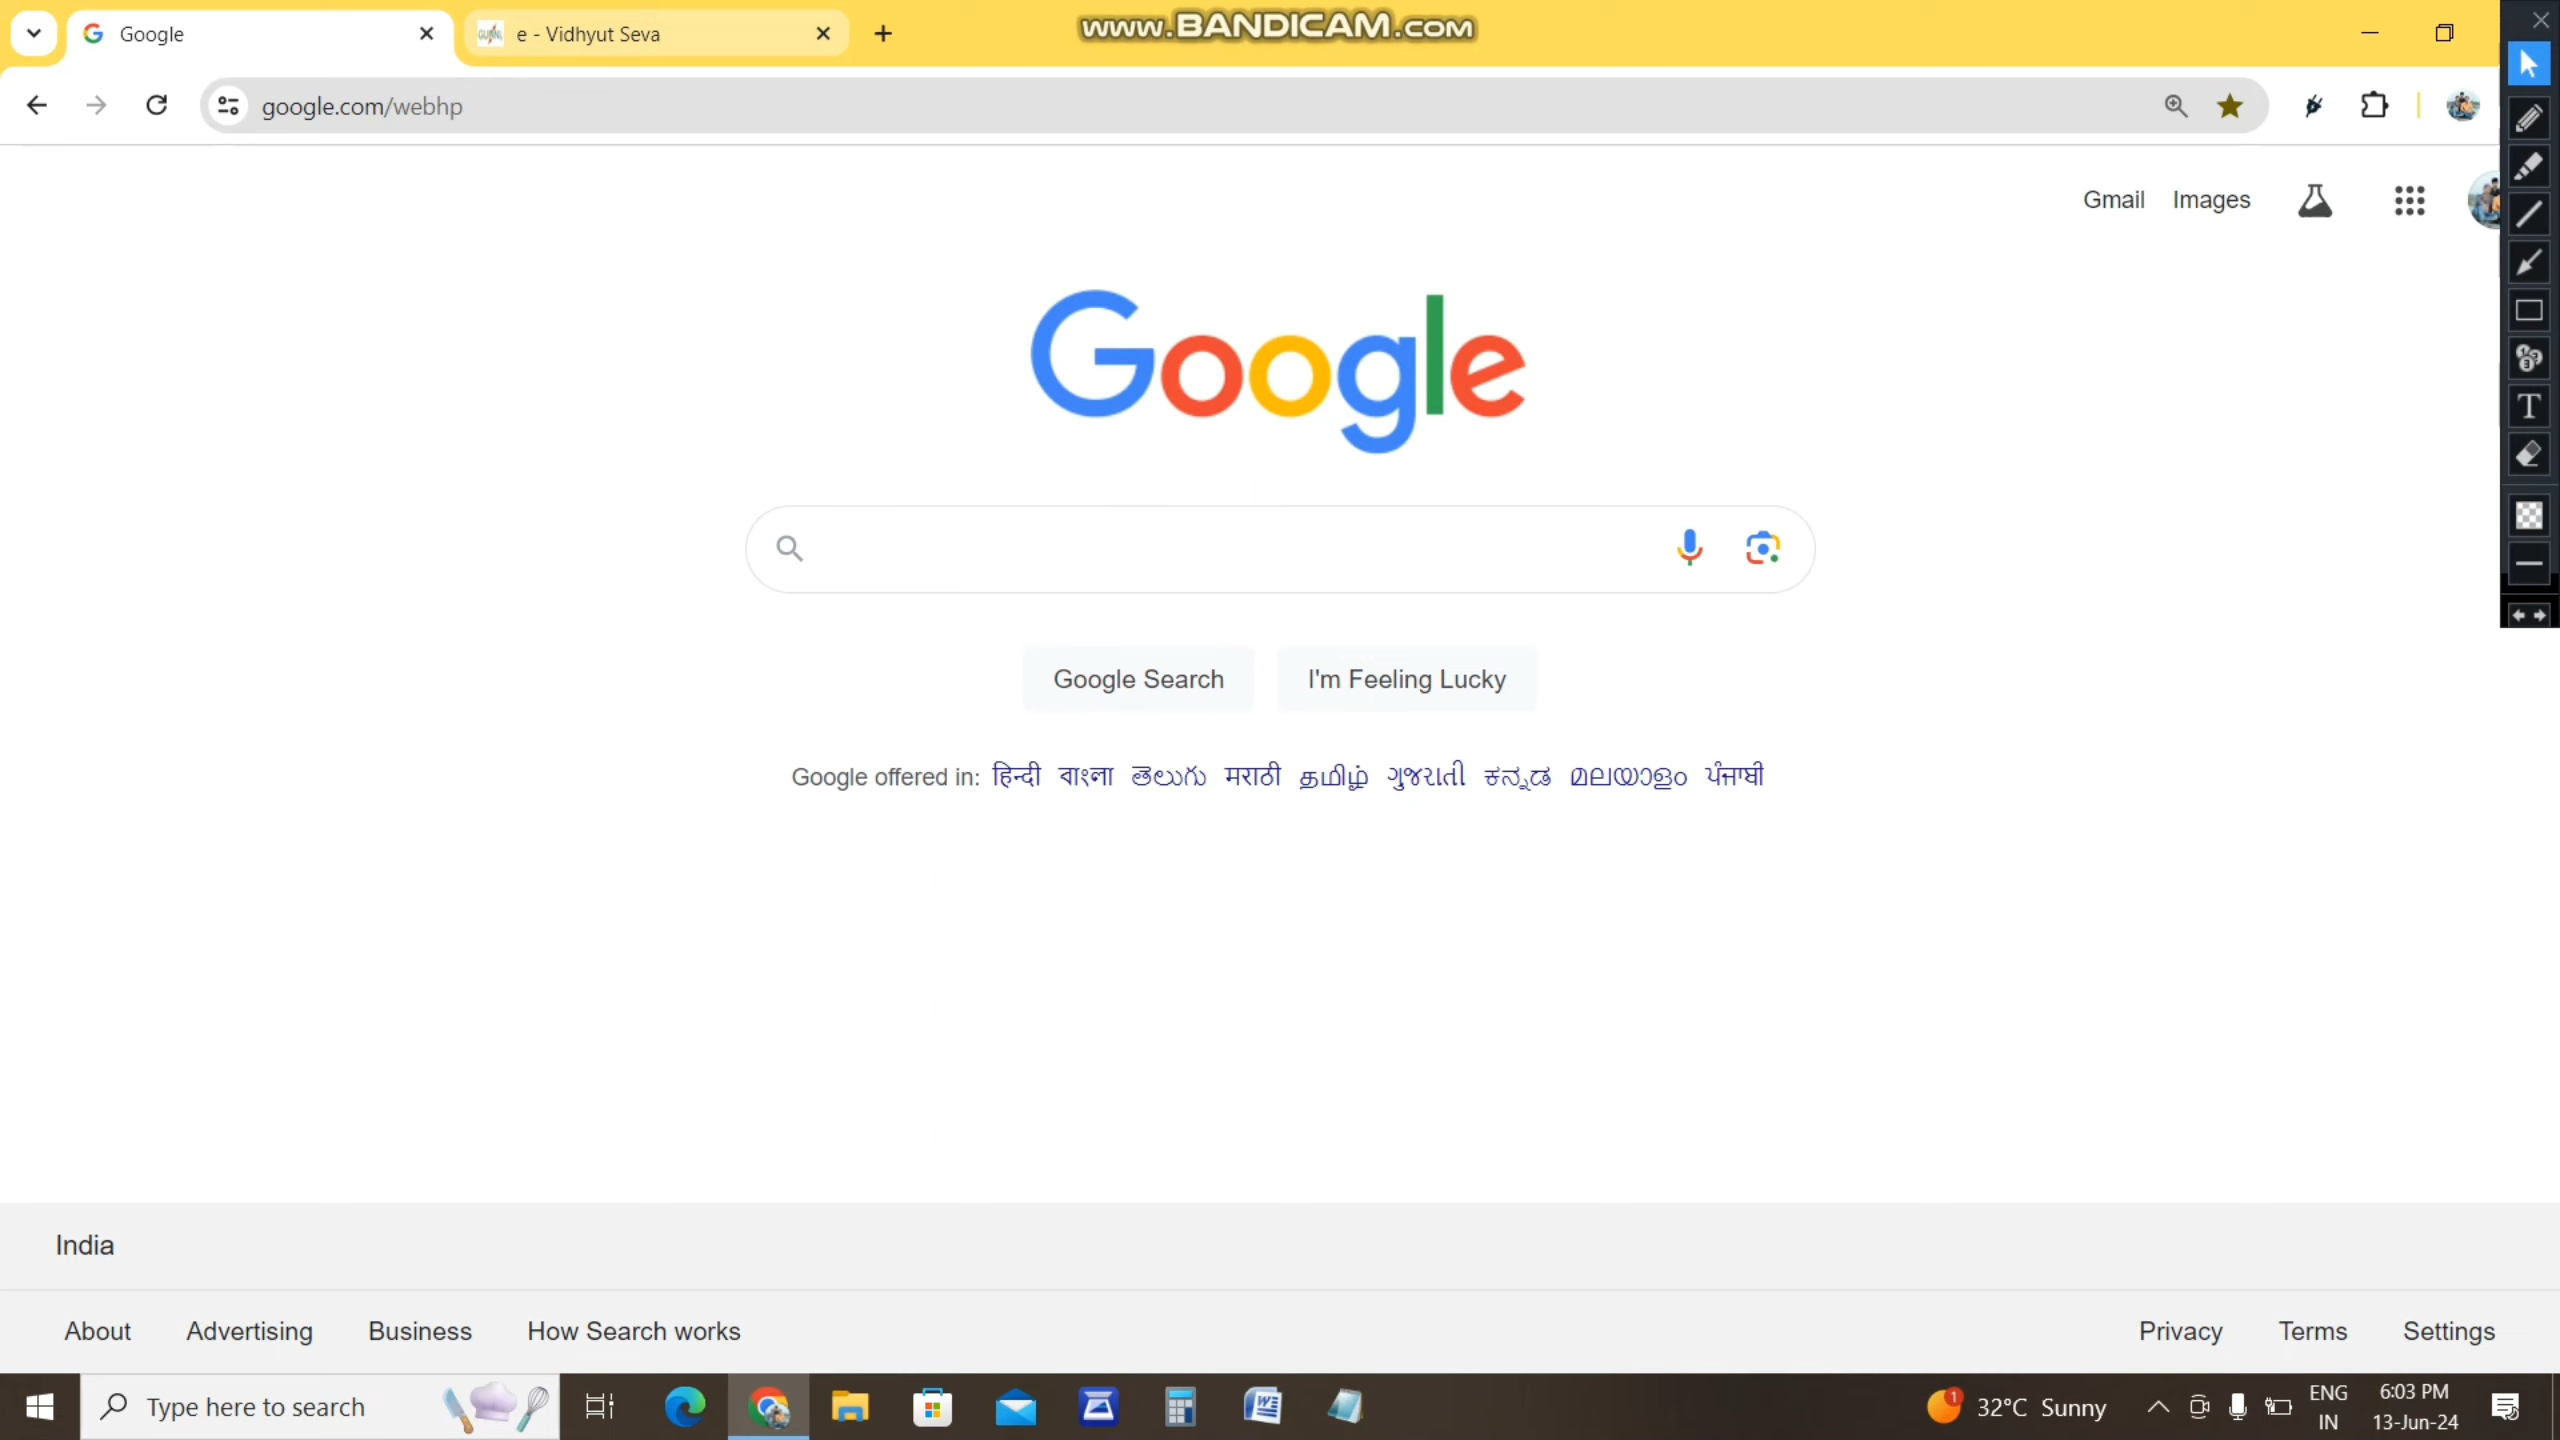 Google
e - Vidhyut Seva
www.BANDICAM.com
google.com/webhp
Gmail Images
Google
Google Search I'm Feeling Lucky
Google offered in: हिन्दी বাংলা తెలుగు मराठी தமிழ் ગુજરાતી ಕನ್ನಡ മലയാളം ਪੰਜਾਬੀ
T
India
About Advertising Business How Search works Privacy Terms Settings
Type here to search
1
32°C Sunny
ENG
IN
6:03 PM
13-Jun-24